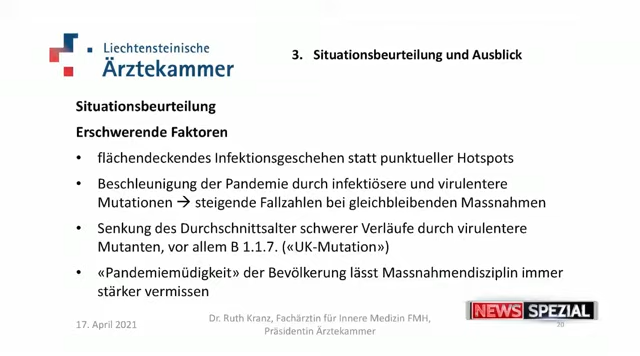 Liechtensteinische
Ärztekammer
3. Situationsbeurteilung und Ausblick
Situationsbeurteilung
Erschwerende Faktoren
• flächendeckendes Infektionsgeschehen statt punktueller Hotspots
• Beschleunigung der Pandemie durch infektiösere und virulentere
Mutationen → steigende Fallzahlen bei gleichbleibenden Massnahmen
• Senkung des Durchschnittsalter schwerer Verläufe durch virulentere
Mutanten, vor allem B 1.1.7. («UK-Mutation»)
• «Pandemiemüdigkeit» der Bevölkerung lässt Massnahmendisziplin immer
stärker vermissen
NEWS SPEZIAL
17. April 2021
Dr. Ruth Kranz, Fachärztin für Innere Medizin FMH,
Präsidentin Ärztekammer
20